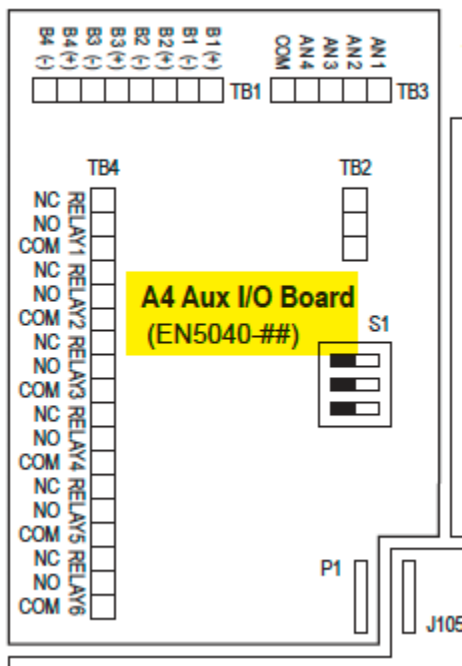 B4 (-)
B4 (+)
B3 (-)
B3 (+)
B2 (-)
B2 (+)
B1 (-)
B1 (+)
TB1
COM
AN 4
AN 3
AN 2
AN 1
TB3
TB4
TB2
NC
NO
COM
RELAY1
NC
NO
COM
RELAY2
NC
NO
COM
RELAY3
NC
NO
COM
RELAY4
NC
NO
COM
RELAY5
NC
NO
COM
RELAY6
A4 Aux I/O Board
(EN5040-##)
S1
P1
J105